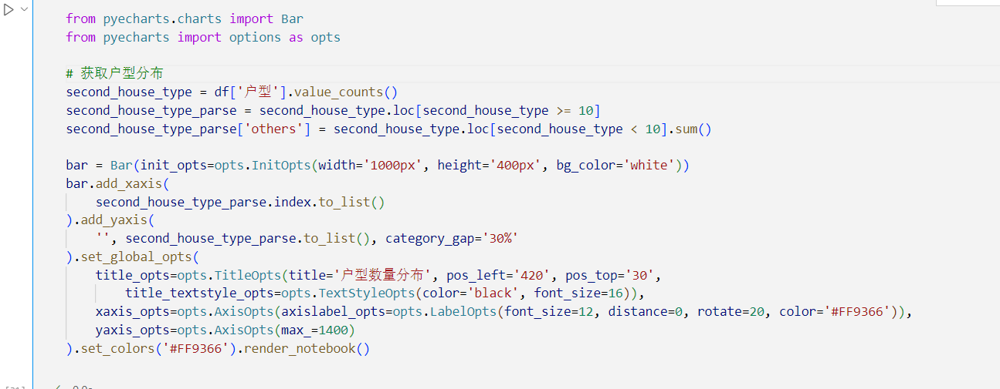 from pyecharts.charts import Bar
from pyecharts import options as opts
# 获取户型分布
second_house_type = df['户型'].value_counts()
second_house_type_parse = second_house_type.loc[second_house_type >= 10]
second_house_type_parse['others'] = second_house_type.loc[second_house_type < 10].sum()
bar = Bar(init_opts=opts.InitOpts(width='1000px', height='400px', bg_color='white'))
bar.add_xaxis(
    second_house_type_parse.index.to_list()
).add_yaxis(
    '', second_house_type_parse.to_list(), category_gap='30%'
).set_global_opts(
    title_opts=opts.TitleOpts(title='户型数量分布', pos_left='420', pos_top='30',
        title_textstyle_opts=opts.TextStyleOpts(color='black', font_size=16)),
    xaxis_opts=opts.AxisOpts(axislabel_opts=opts.LabelOpts(font_size=12, distance=0, rotate=20, color='#FF9366')),
    yaxis_opts=opts.AxisOpts(max_=1400)
).set_colors('#FF9366').render_notebook()